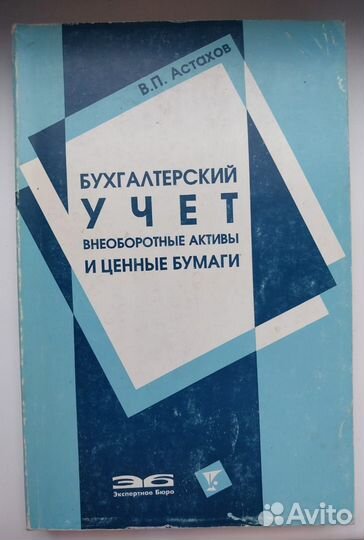 В.П. Астахов
БУХГАЛТЕРСКИЙ
УЧЕТ
ВНЕОБОРОТНЫЕ АКТИВЫ
И ЦЕННЫЕ БУМАГИ
ЭБ
Экспертное Бюро
Avito